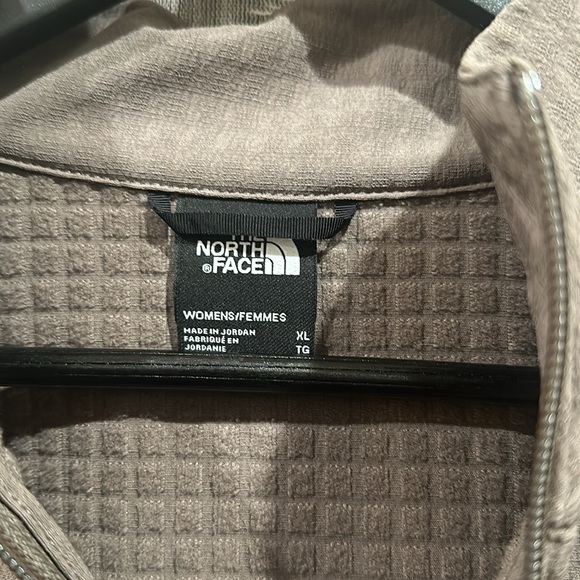 THE
NORTH
®FACE
WOMENS/FEMMES
MADE IN JORDAN XL
FABRIQUÉ EN
JORDANIE TG